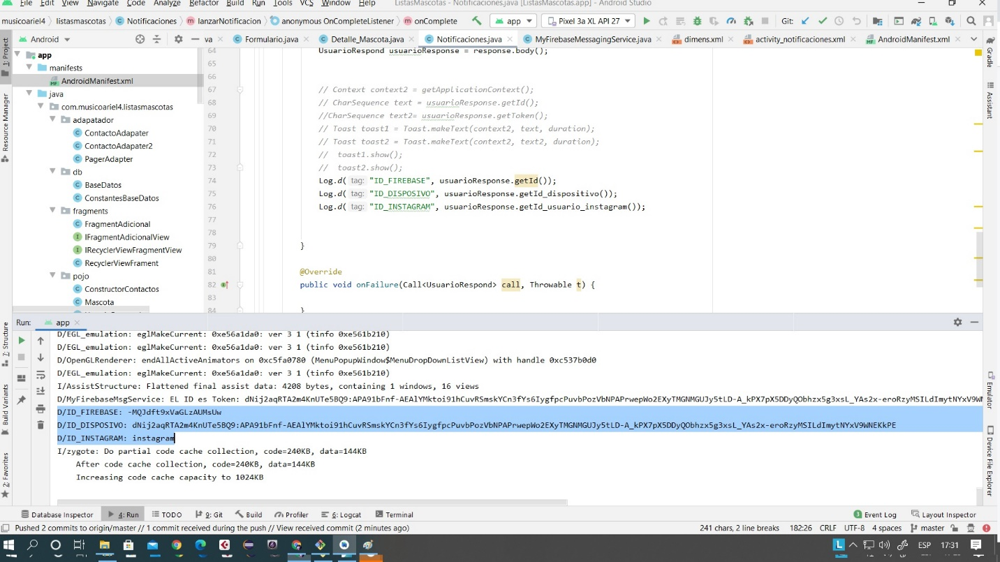 File Edit View Navigate Code Analyze Refactor Build Run Tools VCS Window Help ListasMascotas - Notificaciones.java [ListasMascotas.app] - Android Studio
musicoariel4 listasmascotas Notificaciones lanzarNotificacion anonymous OnCompleteListener onComplete app Pixel 3a XL API 27 Git:
Android va Formulario.java Detalle_Mascota.java Notificaciones.java MyFirebaseMessagingService.java dimens.xml activity_notificaciones.xml AndroidManifest.xml
1: Project
Resource Manager
Z: Structure
Build Variants
2: Favorites
app
manifests
AndroidManifest.xml
java
com.musicoariel4.listasmascotas
adapatador
ContactoAdapater
ContactoAdapater2
PagerAdapter
db
BaseDatos
ConstantesBaseDatos
fragments
FragmentAdicional
IFragmentAdicionalView
IRecyclerViewFragmentView
RecyclerViewFrament
pojo
ConstructorContactos
Mascota
64 UsuarioRespond usuarioResponse = response.body();
65
66
67 // Context context2 = getApplicationContext();
68 // CharSequence text = usuarioResponse.getId();
69 //CharSequence text2= usuarioResponse.getToken();
70 // Toast toast1 = Toast.makeText(context2, text, duration);
71 // Toast toast2 = Toast.makeText(context2, text2, duration);
72 // toast1.show();
73 // toast2.show();
74 Log.d( tag: "ID_FIREBASE", usuarioResponse.getId());
75 Log.d( tag: "ID_DISPOSIVO", usuarioResponse.getId_dispositivo());
76 Log.d( tag: "ID_INSTAGRAM", usuarioResponse.getId_usuario_instagram());
77
78
79 }
80
81 @Override
82 public void onFailure(Call<UsuarioRespond> call, Throwable t) {
83
84 }
Gradle
Assistant
Emulator
Device File Explorer
Run: app
D/EGL_emulation: eglMakeCurrent: 0xe56a1da0: ver 3 1 (tinfo 0xe561b210)
D/EGL_emulation: eglMakeCurrent: 0xe56a1da0: ver 3 1 (tinfo 0xe561b210)
D/OpenGLRenderer: endAllActiveAnimators on 0xc5fa0780 (MenuPopupWindow$MenuDropDownListView) with handle 0xc537b0d0
D/EGL_emulation: eglMakeCurrent: 0xe56a1da0: ver 3 1 (tinfo 0xe561b210)
I/AssistStructure: Flattened final assist data: 4208 bytes, containing 1 windows, 16 views
D/MyFirebaseMsgService: EL ID es Token: dNij2aqRTA2m4KnUTe5BQ9:APA91bFnf-AEAlYMktoi91hCuvRSmskYCn3fYs6IygfpcPuvbPozVbNPAPrwepWo2EXyTMGNMGUJy5tLD-A_kPX7pX5DDyQObhzx5g3xsL_YAs2x-eroRzyMSILdImytNYxV9W
D/ID_FIREBASE: -MQJdft9xVaGLzAUMsUw
D/ID_DISPOSIVO: dNij2aqRTA2m4KnUTe5BQ9:APA91bFnf-AEAlYMktoi91hCuvRSmskYCn3fYs6IygfpcPuvbPozVbNPAPrwepWo2EXyTMGNMGUJy5tLD-A_kPX7pX5DDyQObhzx5g3xsL_YAs2x-eroRzyMSILdImytNYxV9WNEKkPE
D/ID_INSTAGRAM: instagram
I/zygote: Do partial code cache collection, code=240KB, data=144KB
After code cache collection, code=240KB, data=144KB
Increasing code cache capacity to 1024KB
Database Inspector 4: Run TODO 9: Git Build Profiler 6: Logcat Terminal 3 Event Log Layout Inspector
Pushed 2 commits to origin/master // 1 commit received during the push // View received commit (2 minutes ago) 241 chars, 2 line breaks 182:26 CRLF UTF-8 4 spaces master
L ESP 17:31